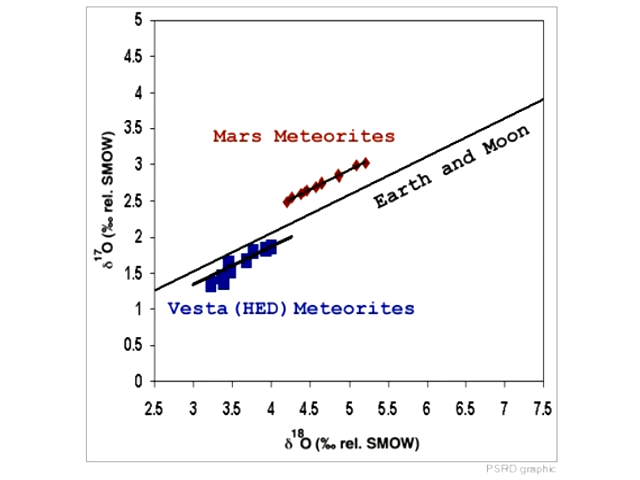 5
4.5
4
3.5
3
2.5
2
1.5
1
0.5
0
δ17O (‰ rel. SMOW)
Mars Meteorites
Earth and Moon
Vesta (HED) Meteorites
2.5 3 3.5 4 4.5 5 5.5 6 6.5 7 7.5
δ18O (‰ rel. SMOW)
PSRD graphic